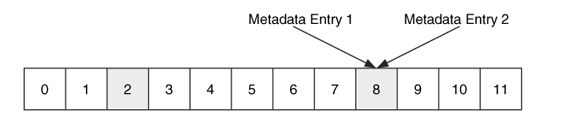 Metadata Entry 1 Metadata Entry 2
0 1 2 3 4 5 6 7 8 9 10 11